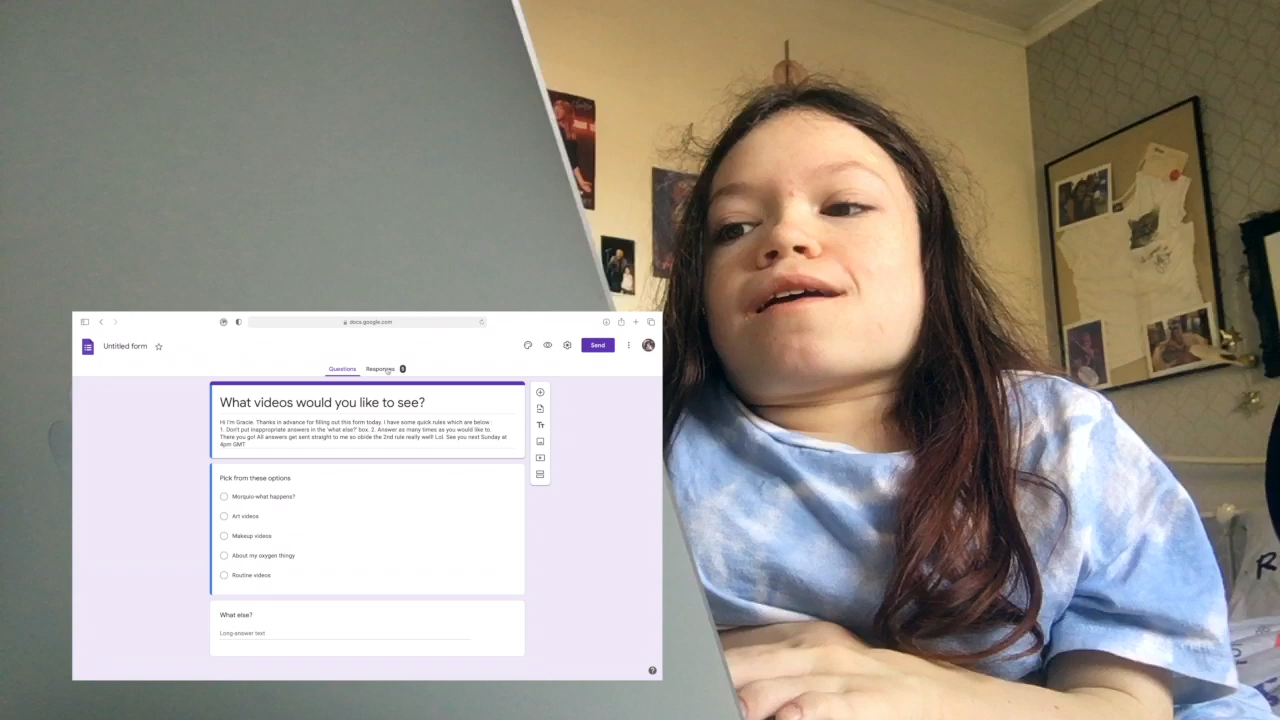 docs.google.com
Untitled form
Send
Questions Responses 9
What videos would you like to see?
Hi I'm Gracie. Thanks in advance for filling out this form today. I have some quick rules which are below :
1. Don't put inappropriate answers in the 'what else?' box. 2. Answer as many times as you would like to.
There you go! All answers get sent straight to me so obide the 2nd rule really well! Lol. See you next Sunday at
4pm GMT
Pick from these options
Morquio-what happens?
Art videos
Makeup videos
About my oxygen thingy
Routine videos
What else?
Long-answer text
Tт
R